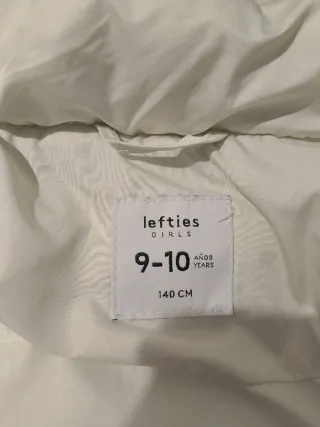 lefties
GIRLS
9-10 AÑOS
YEARS
140 CM